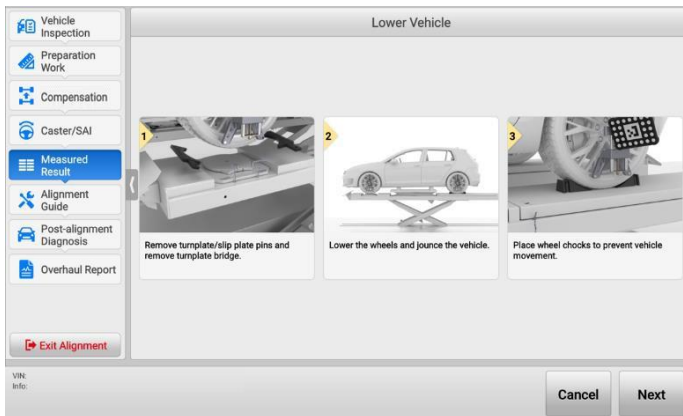 Vehicle
Inspection
Preparation
Work
Compensation
Caster/SAI
Measured
Result
Alignment
Guide
Post-alignment
Diagnosis
Overhaul Report
Exit Alignment
Lower Vehicle
1
Remove turnplate/slip plate pins and
remove turnplate bridge.
2
Lower the wheels and jounce the vehicle.
3
Place wheel chocks to prevent vehicle
movement.
VIN:
Info:
Cancel
Next